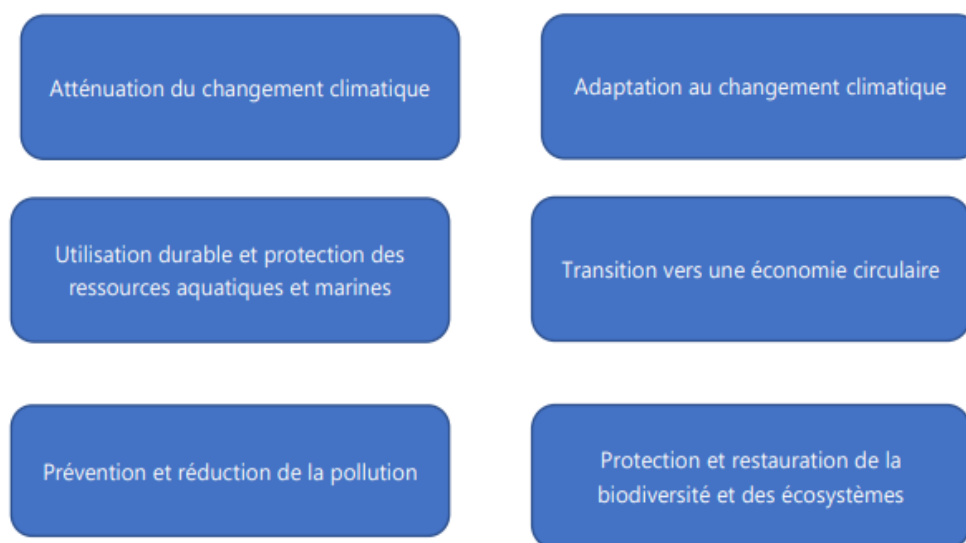 Atténuation du changement climatique
Adaptation au changement climatique
Utilisation durable et protection des
ressources aquatiques et marines
Transition vers une économie circulaire
Prévention et réduction de la pollution
Protection et restauration de la
biodiversité et des écosystèmes